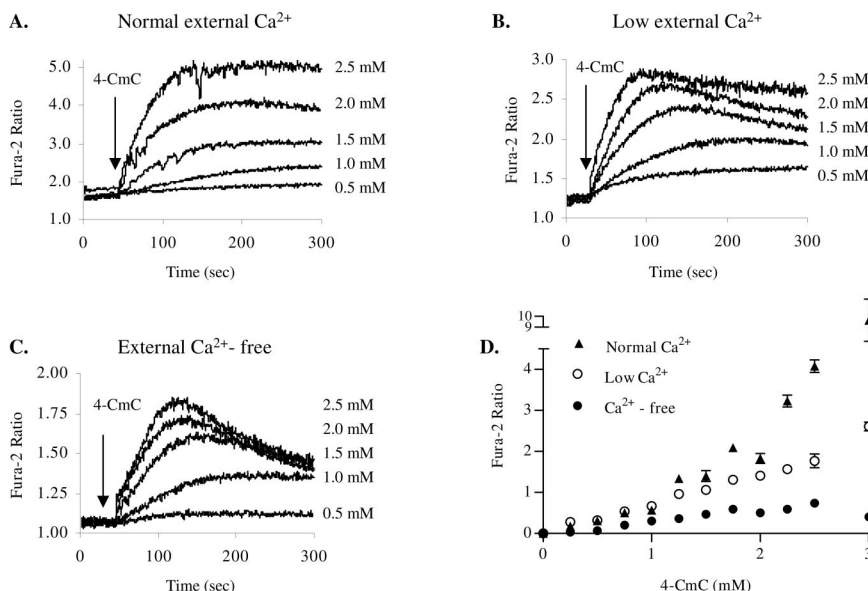 A. Normal external Ca²⁺
4-CmC
5.0
4.0
3.0
2.0
1.0
Fura-2 Ratio
2.5 mM
2.0 mM
1.5 mM
1.0 mM
0.5 mM
0 100 200 300
Time (sec)
B. Low external Ca²⁺
4-CmC
3.0
2.5
2.0
1.5
1.0
Fura-2 Ratio
2.5 mM
2.0 mM
1.5 mM
1.0 mM
0.5 mM
0 100 200 300
Time (sec)
C. External Ca²⁺- free
4-CmC
2.00
1.75
1.50
1.25
1.00
Fura-2 Ratio
2.5 mM
2.0 mM
1.5 mM
1.0 mM
0.5 mM
0 100 200 300
Time (sec)
D.
10
9
4
3
2
1
0
Fura-2 Ratio
Normal Ca²⁺
Low Ca²⁺
Ca²⁺ - free
0 1 2 3
4-CmC (mM)